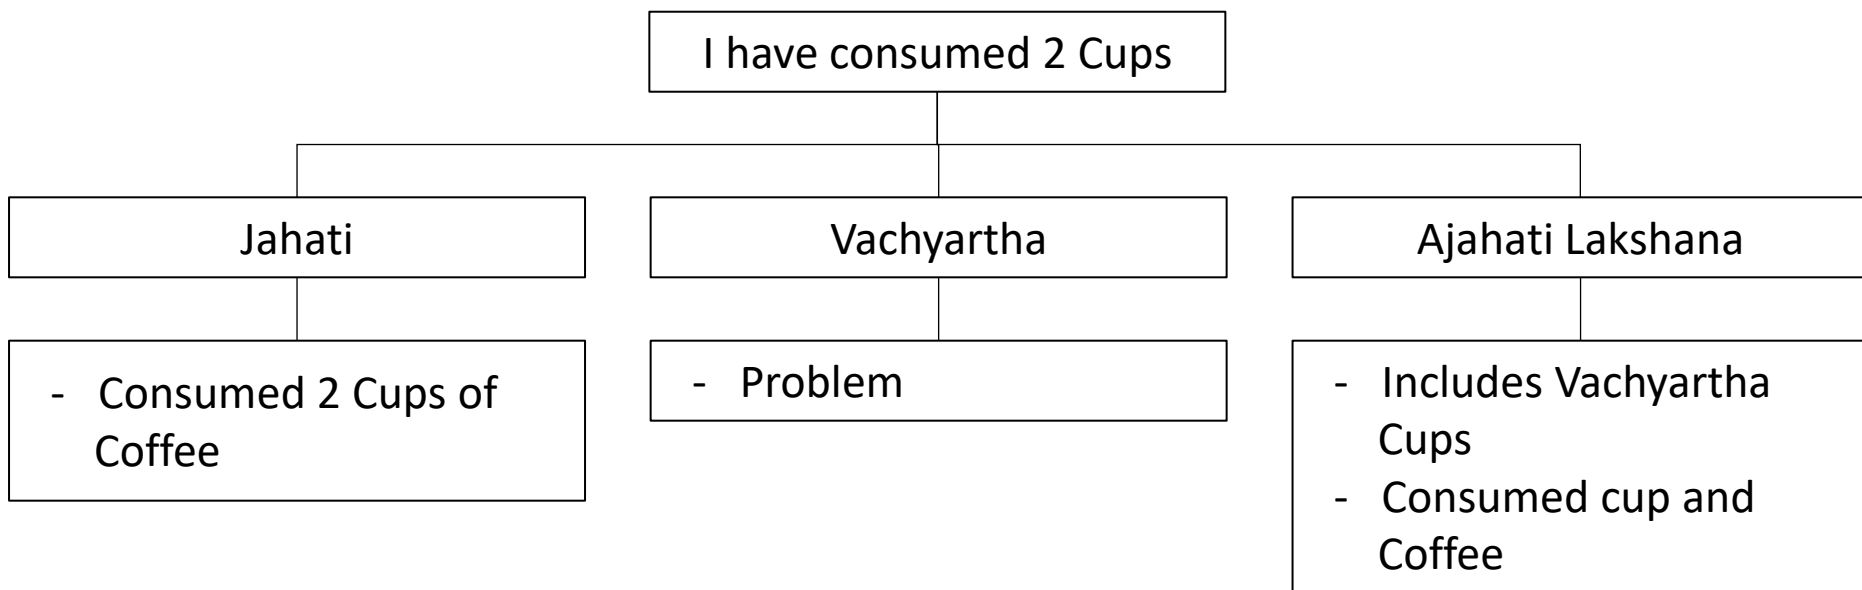 I have consumed 2 Cups
Jahati
Vachyartha
Ajahati Lakshana
- Consumed 2 Cups of
Coffee
- Problem
- Includes Vachyartha
Cups
- Consumed cup and
Coffee